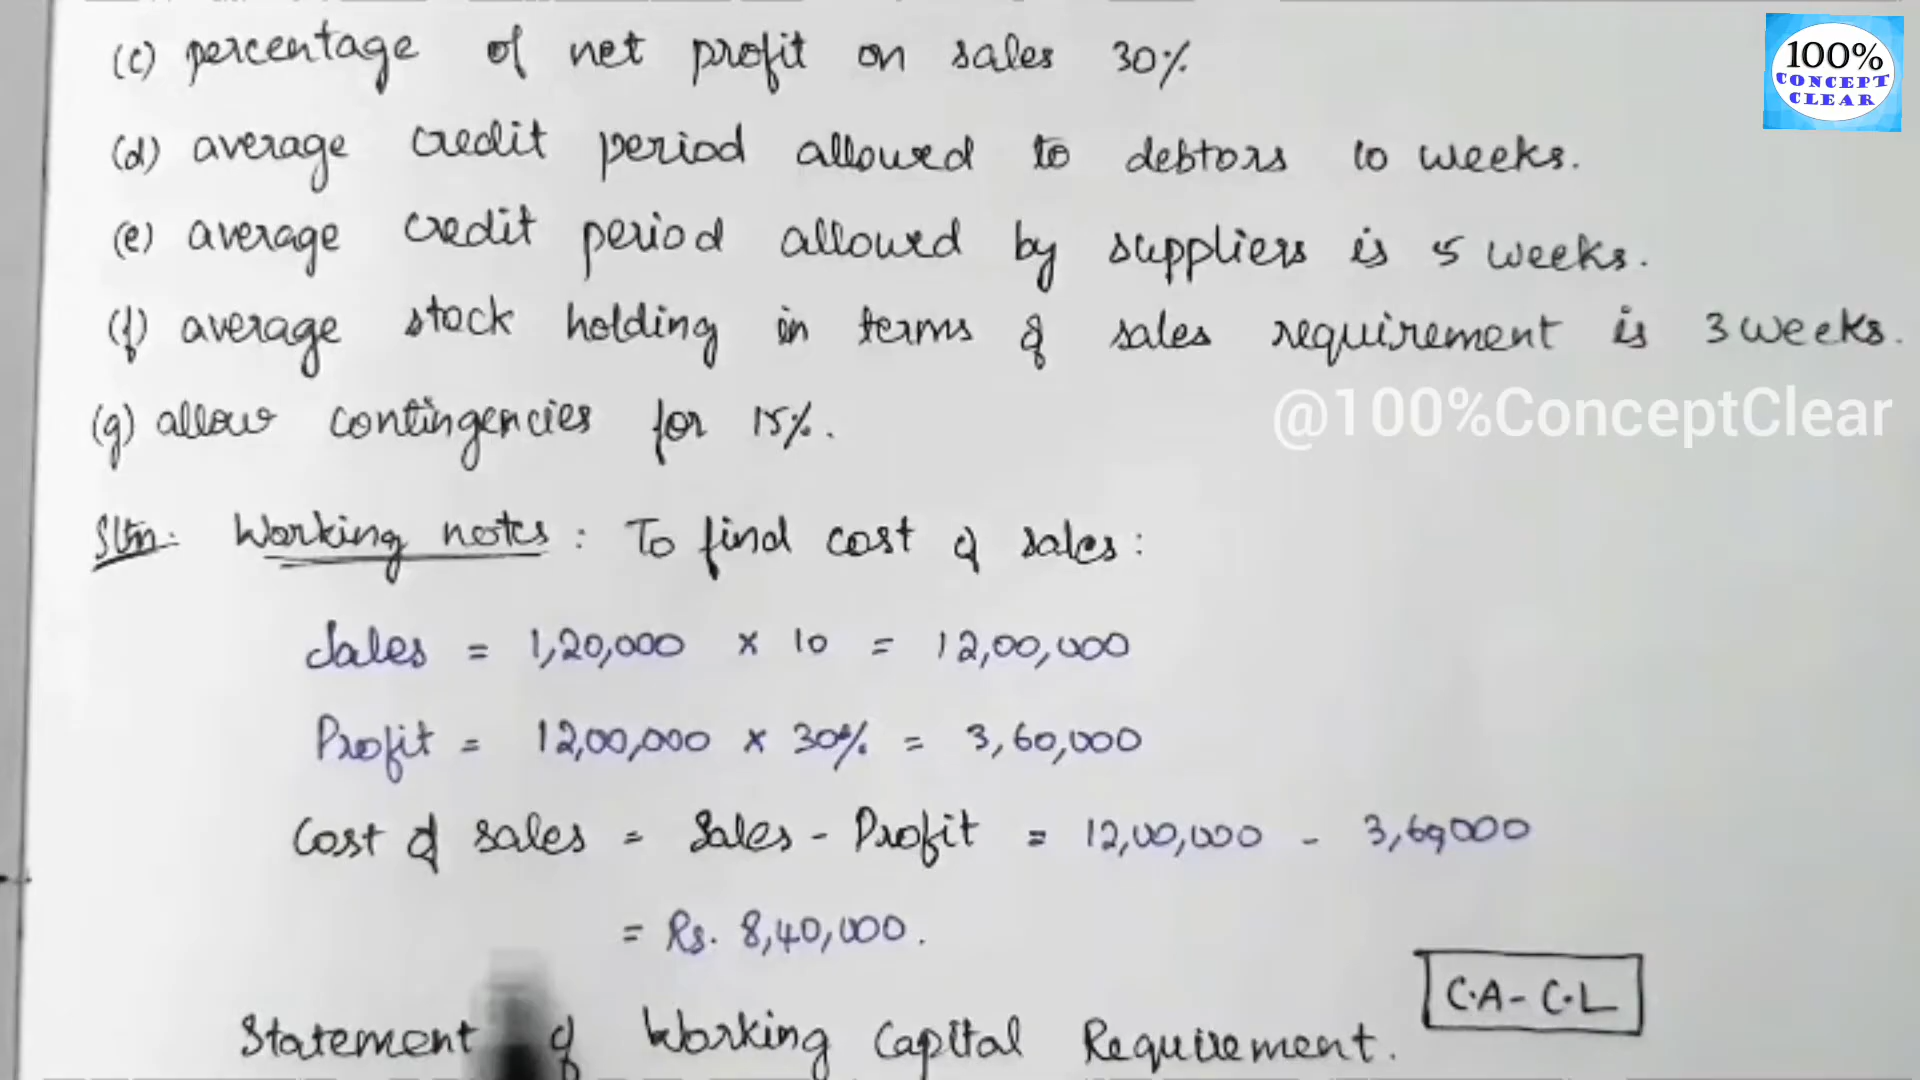 (c) percentage of net profit on sales 30%
100%
CONCEPT
CLEAR
(d) average credit period allowed to debtors 10 weeks.
(e) average credit period allowed by suppliers is 5 weeks.
(f) average stock holding in terms of sales requirement is 3 weeks.
@100%ConceptClear
(g) allow contingencies for 15%.
Sltn: Working notes: To find cost of sales:
Sales = 1,20,000 × 10 = 12,00,000
Profit = 12,00,000 × 30% = 3,60,000
Cost of sales = Sales - Profit = 12,00,000 - 3,60,000
= Rs. 8,40,000.
C.A - C.L
Statement of Working Capital Requirement.